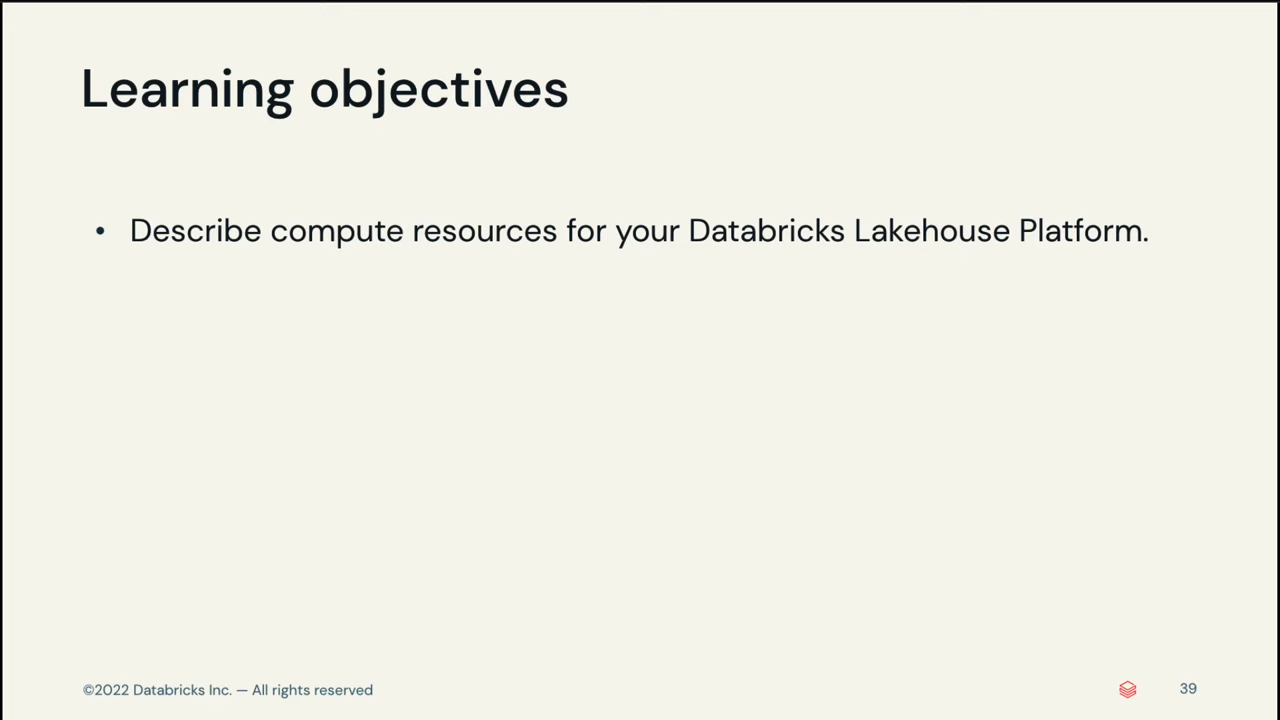 Learning objectives
• Describe compute resources for your Databricks Lakehouse Platform.
©2022 Databricks Inc. — All rights reserved
39